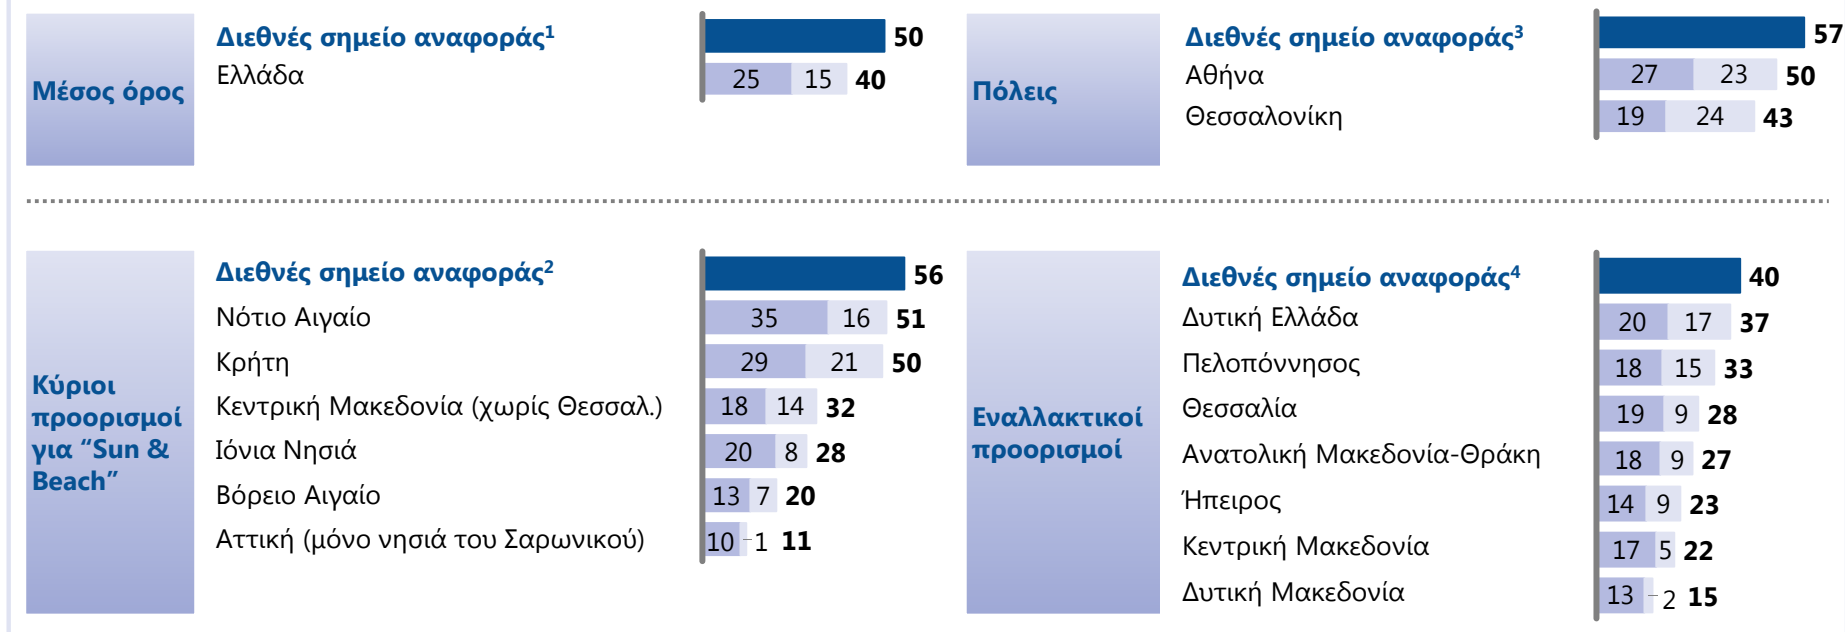 Μέσος όρος
Διεθνές σημείο αναφοράς1 50
Ελλάδα 25 15 40
Πόλεις
Διεθνές σημείο αναφοράς3 57
Αθήνα 27 23 50
Θεσσαλονίκη 19 24 43
Κύριοι
προορισμοί
για “Sun &
Beach”
Διεθνές σημείο αναφοράς2 56
Νότιο Αιγαίο 35 16 51
Κρήτη 29 21 50
Κεντρική Μακεδονία (χωρίς Θεσσαλ.) 18 14 32
Ιόνια Νησιά 20 8 28
Βόρειο Αιγαίο 13 7 20
Αττική (μόνο νησιά του Σαρωνικού) 10 1 11
Εναλλακτικοί
προορισμοί
Διεθνές σημείο αναφοράς4 40
Δυτική Ελλάδα 20 17 37
Πελοπόννησος 18 15 33
Θεσσαλία 19 9 28
Ανατολική Μακεδονία-Θράκη 18 9 27
Ήπειρος 14 9 23
Κεντρική Μακεδονία 17 5 22
Δυτική Μακεδονία 13 2 15